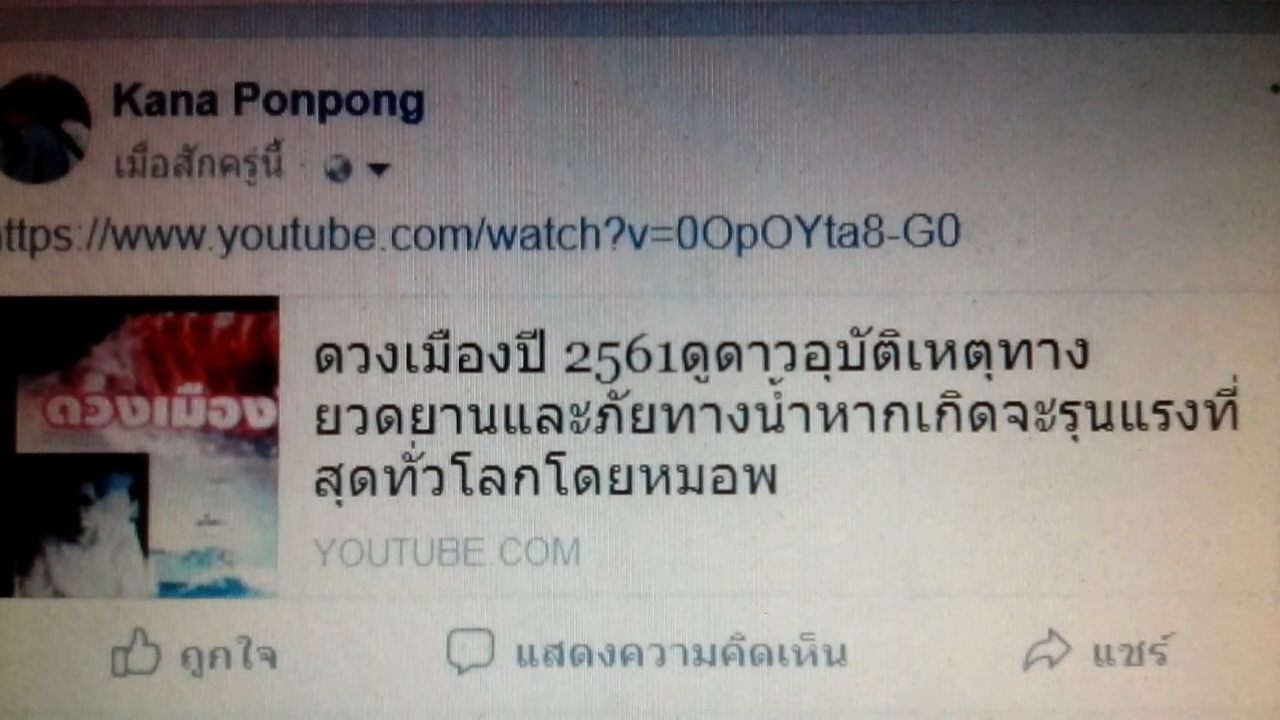 Kana Ponpong
เมื่อสักครู่นี้
ttps://www.youtube.com/watch?v=0OpOYta8-G0
ดวงเมือง
ดวงเมืองปี 2561ดูดาวอุบัติเหตุทาง
ยวดยานและภัยทางน้ำหากเกิดจะรุนแรงที่
สุดทั่วโลกโดยหมอพ
YOUTUBE.COM
ถูกใจ
แสดงความคิดเห็น
แชร์